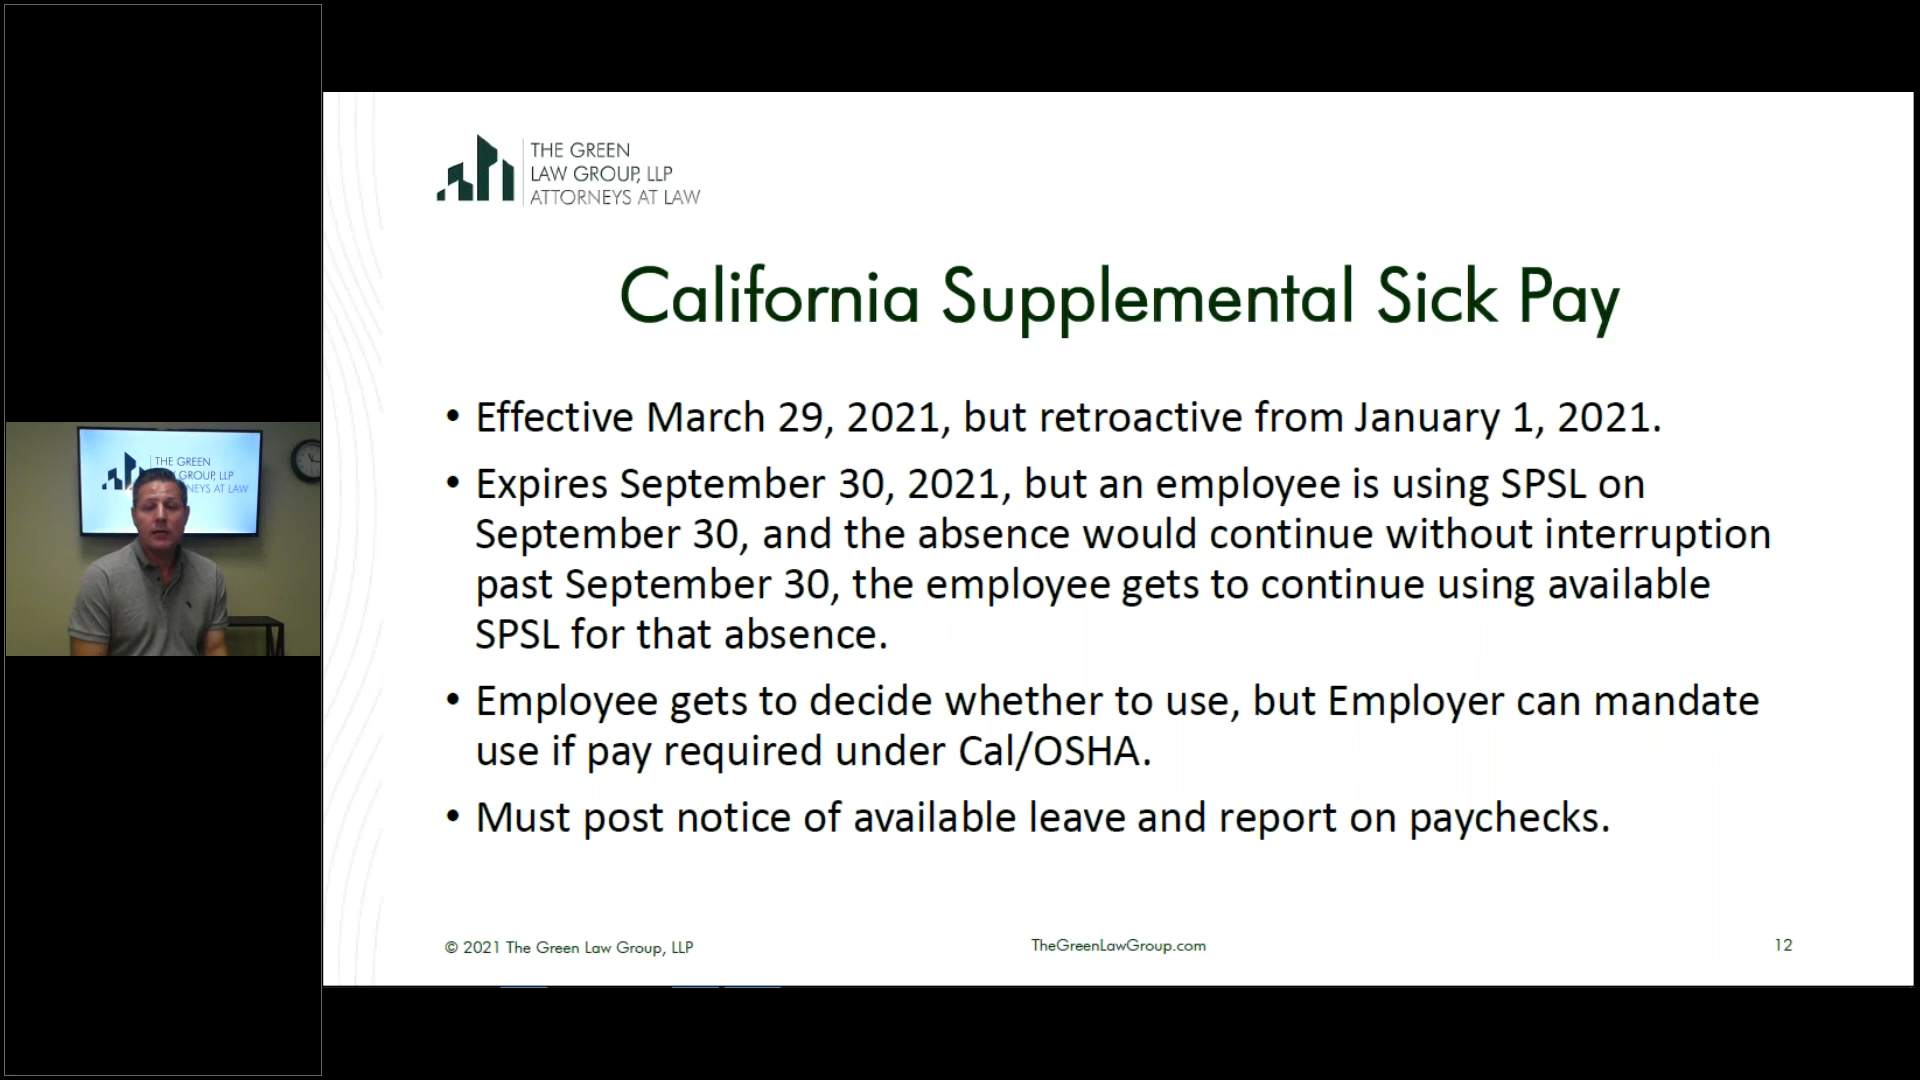 THE GREEN
LAW GROUP, LLP
ATTORNEYS AT LAW
California Supplemental Sick Pay
• Effective March 29, 2021, but retroactive from January 1, 2021.
• Expires September 30, 2021, but an employee is using SPSL on
September 30, and the absence would continue without interruption
past September 30, the employee gets to continue using available
SPSL for that absence.
• Employee gets to decide whether to use, but Employer can mandate
use if pay required under Cal/OSHA.
• Must post notice of available leave and report on paychecks.
© 2021 The Green Law Group, LLP
TheGreenLawGroup.com
12
THE GREEN
GROUP, LLP
NEYS AT LAW